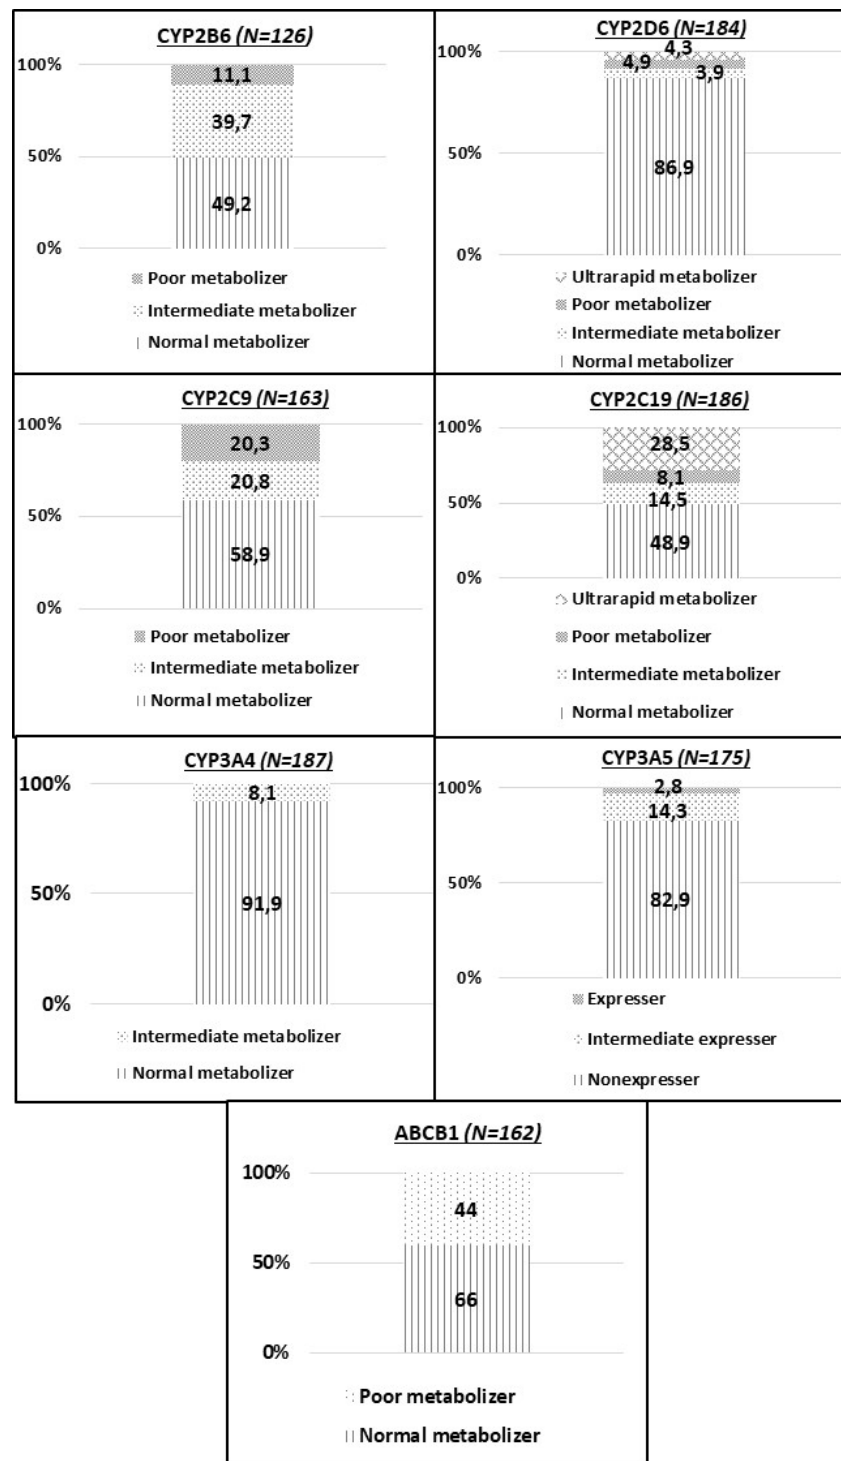 CYP2B6 (N=126)
100%
11,1
39,7
50%
49,2
0%
Poor metabolizer
Intermediate metabolizer
Normal metabolizer
CYP2D6 (N=184)
100%
4,3
4,9
3,9
50%
86,9
0%
Ultrarapid metabolizer
Poor metabolizer
Intermediate metabolizer
Normal metabolizer
CYP2C9 (N=163)
100%
20,3
20,8
50%
58,9
0%
Poor metabolizer
Intermediate metabolizer
Normal metabolizer
CYP2C19 (N=186)
100%
28,5
8,1
50%
14,5
48,9
0%
Ultrarapid metabolizer
Poor metabolizer
Intermediate metabolizer
Normal metabolizer
CYP3A4 (N=187)
100%
8,1
50%
91,9
0%
Intermediate metabolizer
Normal metabolizer
CYP3A5 (N=175)
100%
2,8
14,3
50%
82,9
0%
Expresser
Intermediate expresser
Nonexpresser
ABCB1 (N=162)
100%
44
50%
66
0%
Poor metabolizer
Normal metabolizer